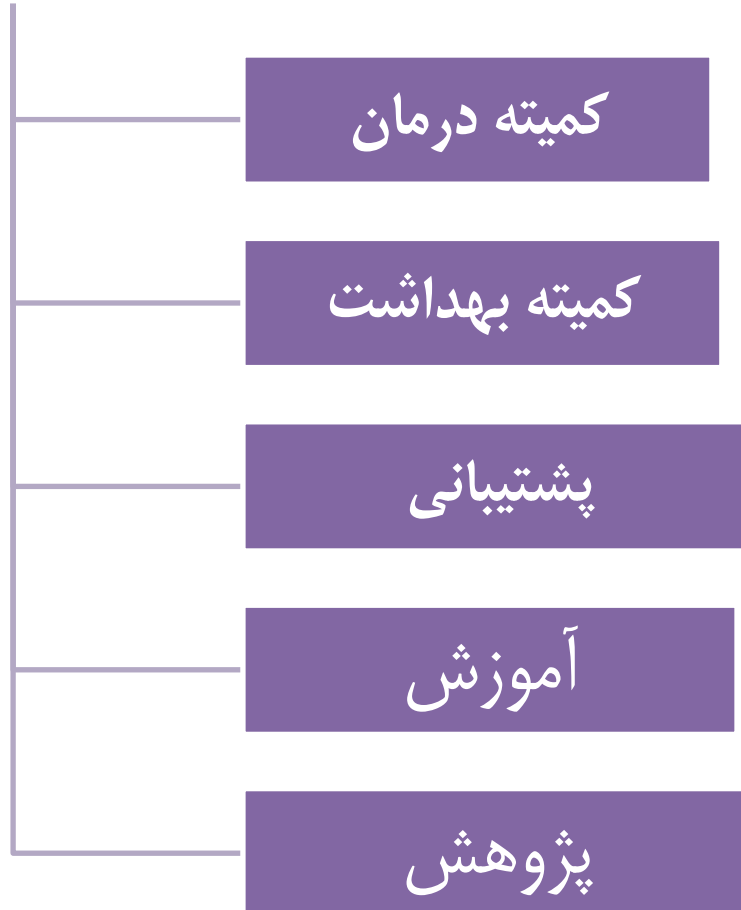 کمیته درمان
کمیته بهداشت
پشتیبانی
آموزش
پژوهش